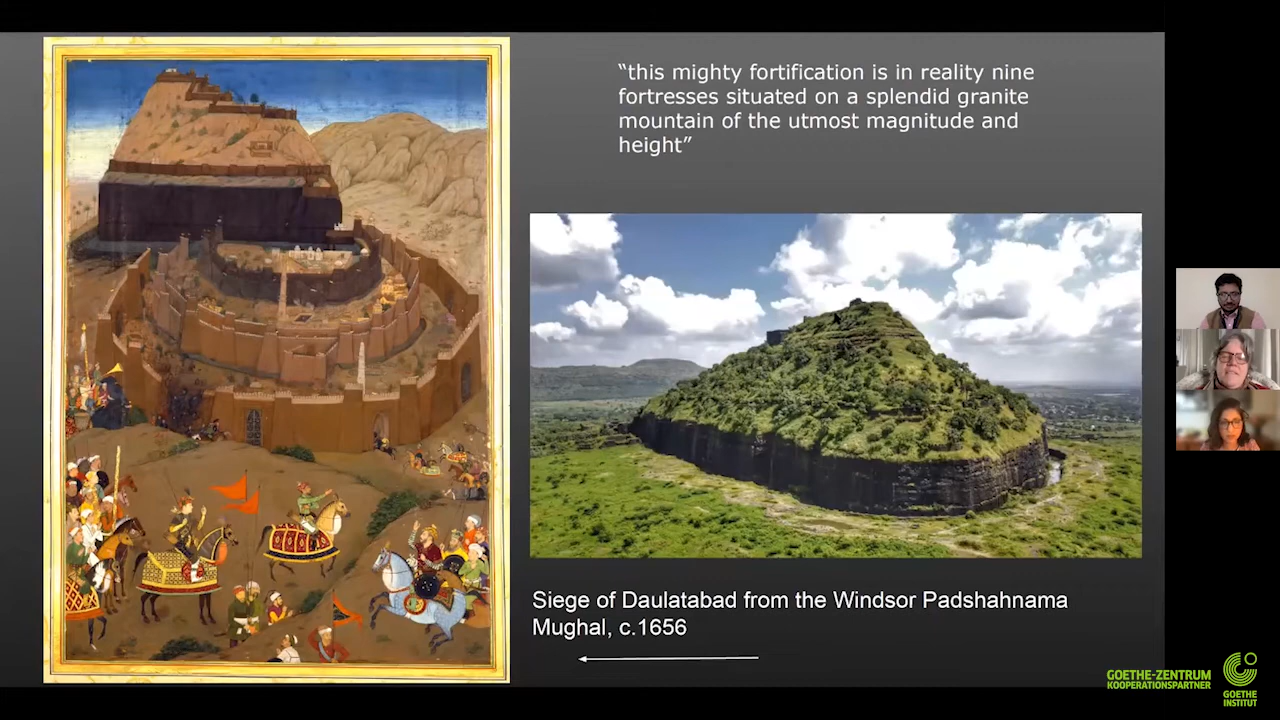 “this mighty fortification is in reality nine
fortresses situated on a splendid granite
mountain of the utmost magnitude and
height”
Siege of Daulatabad from the Windsor Padshahnama
Mughal, c.1656
GOETHE-ZENTRUM
KOOPERATIONSPARTNER
GOETHE
INSTITUT